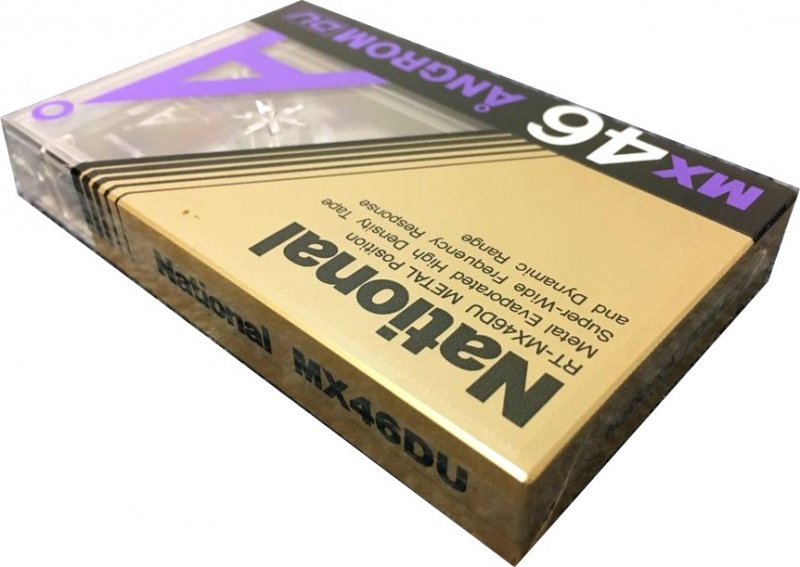 MX46 ÅNGROM DU
Å
National
RT-MX46DU METAL Position
Metal Evaporated High Density Tape
Super-Wide Frequency Response
and Dynamic Range
National MX46DU